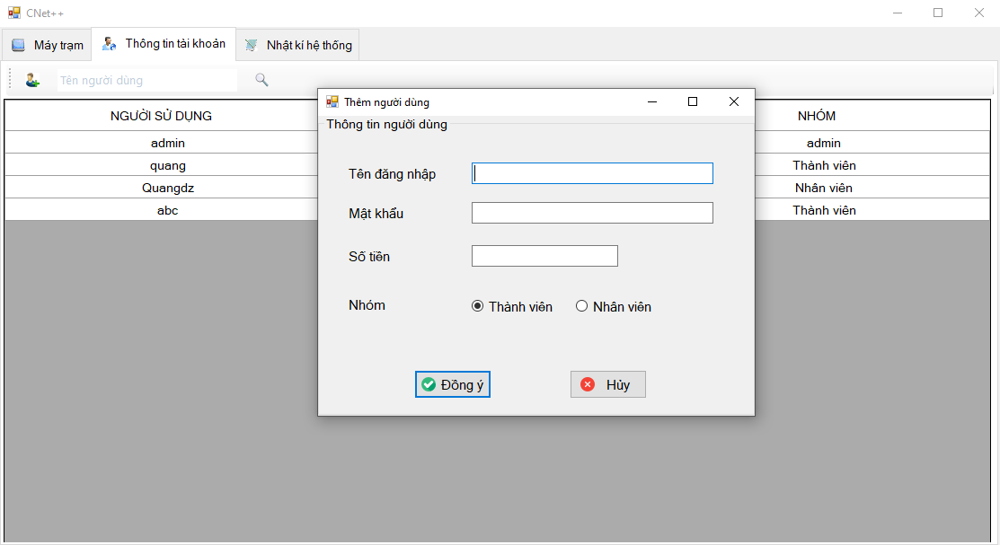 CNet++
Máy trạm Thông tin tài khoản Nhật kí hệ thống
Tên người dùng
NGƯỜI SỬ DỤNG NHÓM
admin admin
quang Thành viên
Quangdz Nhân viên
abc Thành viên
Thêm người dùng
Thông tin người dùng
Tên đăng nhập
Mật khẩu
Số tiền
Nhóm Thành viên Nhân viên
Đồng ý Hủy